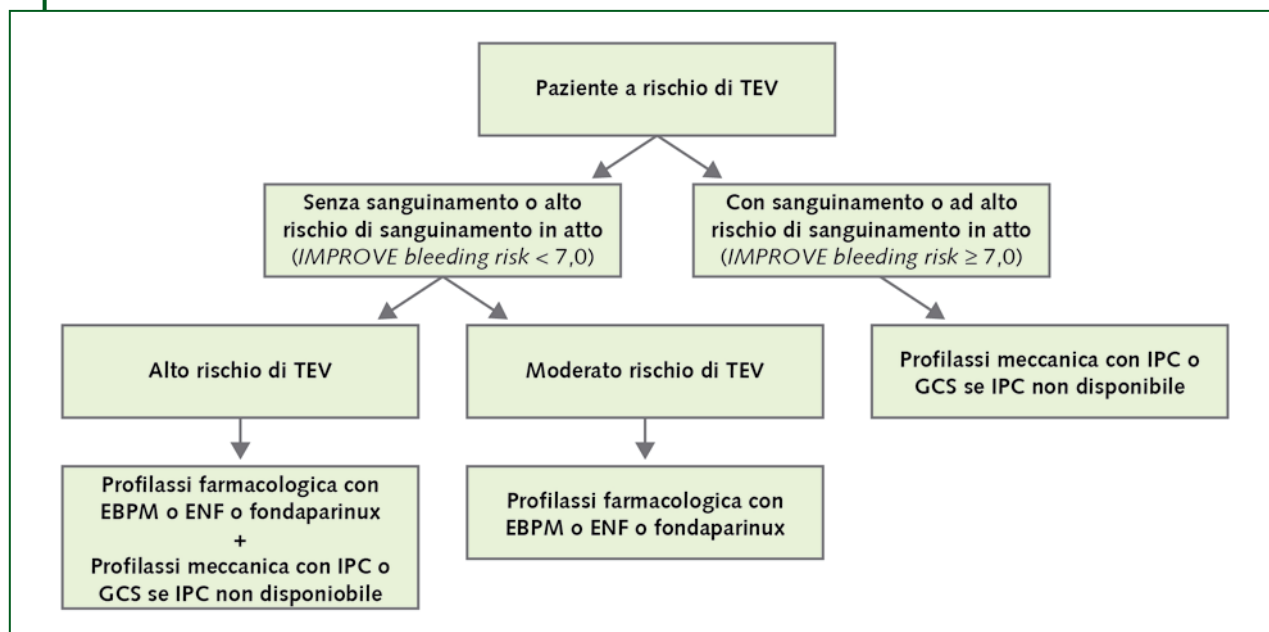 Paziente a rischio di TEV
Senza sanguinamento o alto
rischio di sanguinamento in atto
(IMPROVE bleeding risk < 7,0)
Con sanguinamento o ad alto
rischio di sanguinamento in atto
(IMPROVE bleeding risk ≥ 7,0)
Alto rischio di TEV
Moderato rischio di TEV
Profilassi meccanica con IPC o
GCS se IPC non disponibile
Profilassi farmacologica con
EBPM o ENF o fondaparinux
+
Profilassi meccanica con IPC o
GCS se IPC non disponiobile
Profilassi farmacologica con
EBPM o ENF o fondaparinux